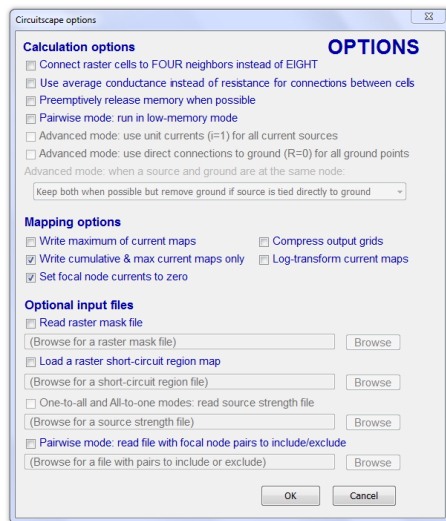 Circuitscape options
Calculation options
OPTIONS
Connect raster cells to FOUR neighbors instead of EIGHT
Use average conductance instead of resistance for connections between cells
Preemptively release memory when possible
Pairwise mode: run in low-memory mode
Advanced mode: use unit currents (i=1) for all current sources
Advanced mode: use direct connections to ground (R=0) for all ground points
Advanced mode: when a source and ground are at the same node:
Keep both when possible but remove ground if source is tied directly to ground
Mapping options
Write maximum of current maps
Compress output grids
Write cumulative & max current maps only
Log-transform current maps
Set focal node currents to zero
Optional input files
Read raster mask file
(Browse for a raster mask file)
Browse
Load a raster short-circuit region map
(Browse for a short-circuit region file)
Browse
One-to-all and All-to-one modes: read source strength file
(Browse for a source strength file)
Browse
Pairwise mode: read file with focal node pairs to include/exclude
(Browse for a file with pairs to include or exclude)
Browse
OK
Cancel